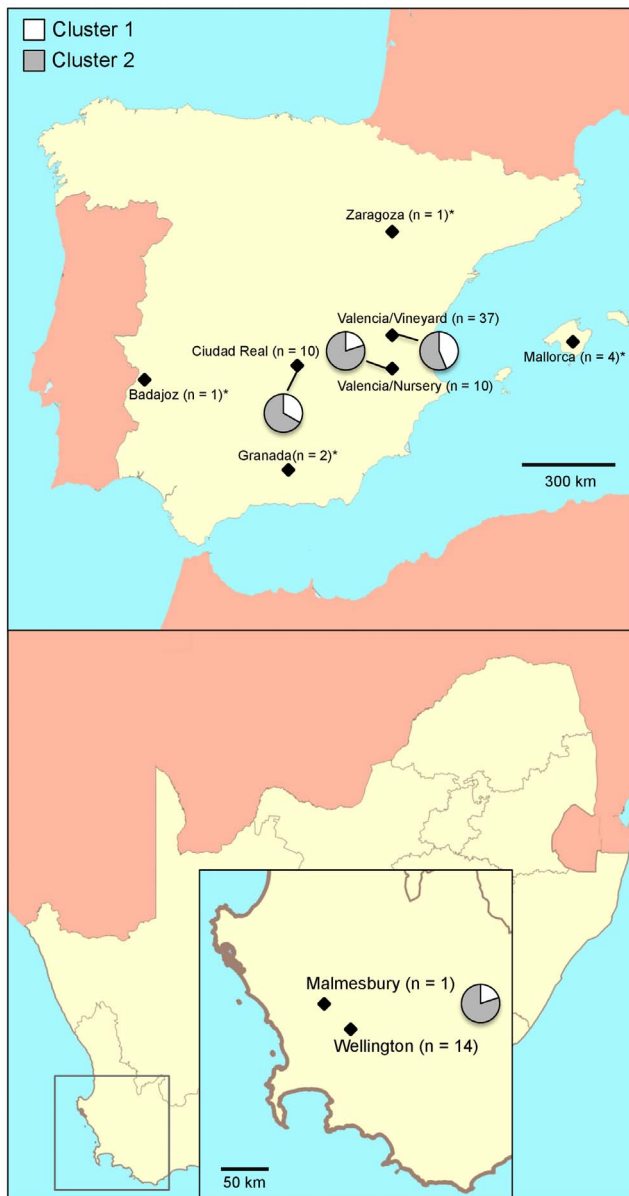 Cluster 1
Cluster 2
Zaragoza (n = 1)*
Valencia/Vineyard (n = 37)
Ciudad Real (n = 10)
Mallorca (n = 4)*
Badajoz (n = 1)*
Valencia/Nursery (n = 10)
Granada(n = 2)*
300 km
Malmesbury (n = 1)
Wellington (n = 14)
50 km